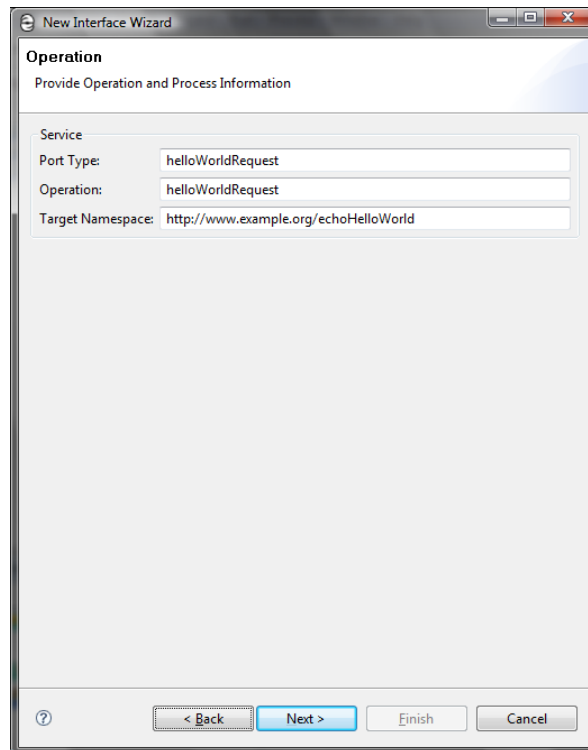 New Interface Wizard
Operation
Provide Operation and Process Information
Service
Port Type: helloWorldRequest
Operation: helloWorldRequest
Target Namespace: http://www.example.org/echoHelloWorld
? < Back Next > Finish Cancel